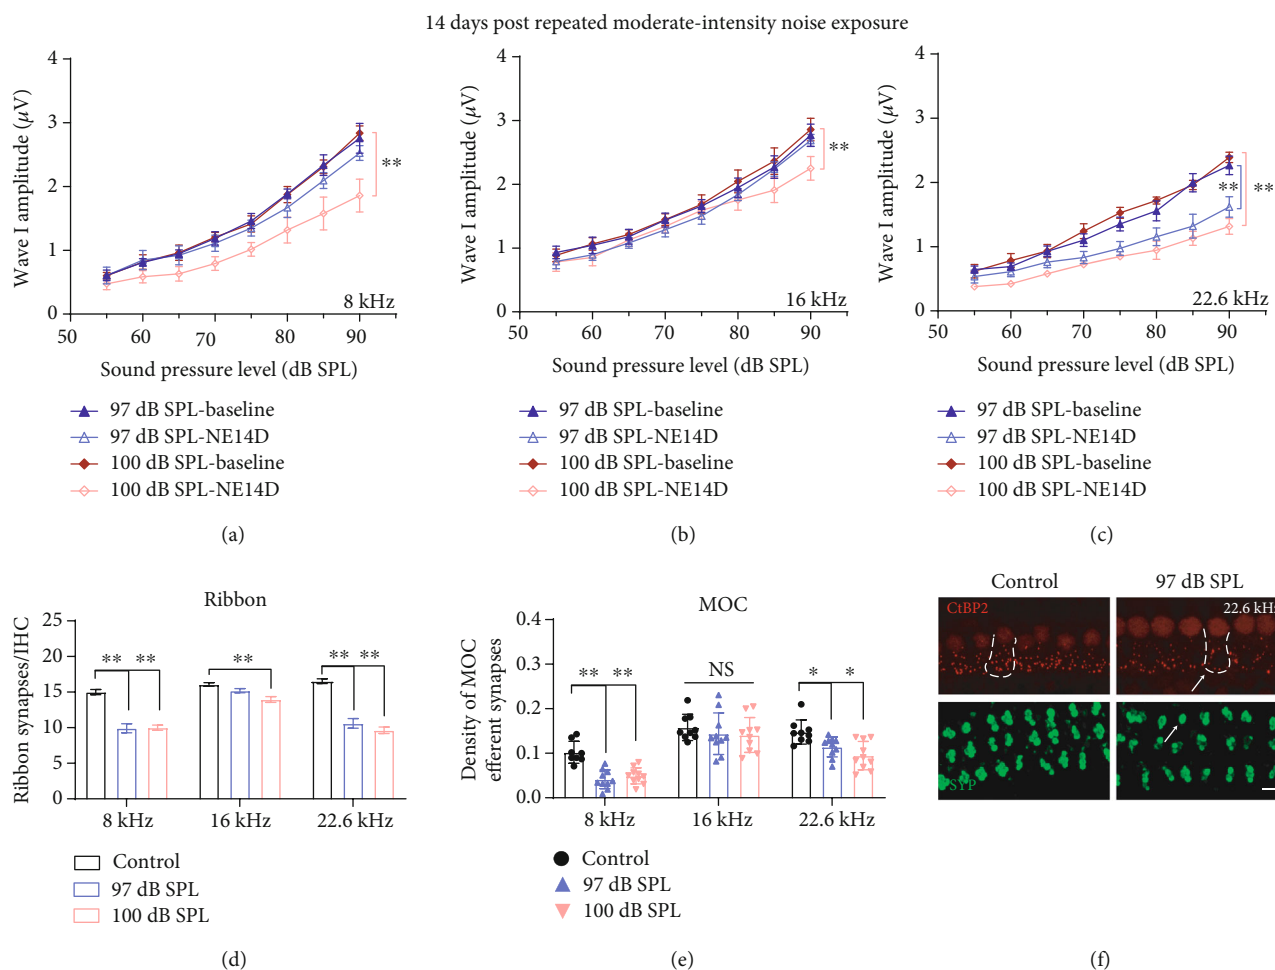 14 days post repeated moderate-intensity noise exposure
Wave I amplitude (μV)
4
3
2
1
0
50
60
70
80
90
**
8 kHz
Sound pressure level (dB SPL)
97 dB SPL-baseline
97 dB SPL-NE14D
100 dB SPL-baseline
100 dB SPL-NE14D
(a)
Wave I amplitude (μV)
4
3
2
1
0
50
60
70
80
90
**
16 kHz
Sound pressure level (dB SPL)
97 dB SPL-baseline
97 dB SPL-NE14D
100 dB SPL-baseline
100 dB SPL-NE14D
(b)
Wave I amplitude (μV)
4
3
2
1
0
50
60
70
80
90
** **
22.6 kHz
Sound pressure level (dB SPL)
97 dB SPL-baseline
97 dB SPL-NE14D
100 dB SPL-baseline
100 dB SPL-NE14D
(c)
Ribbon
Ribbon synapses/IHC
25
20
15
10
5
0
** **
**
** **
8 kHz
16 kHz
22.6 kHz
Control
97 dB SPL
100 dB SPL
(d)
MOC
Density of MOC
efferent synapses
0.4
0.3
0.2
0.1
0.0
** **
NS
* *
8 kHz
16 kHz
22.6 kHz
Control
97 dB SPL
100 dB SPL
(e)
Control
97 dB SPL
CtBP2
22.6 kHz
SYP
(f)